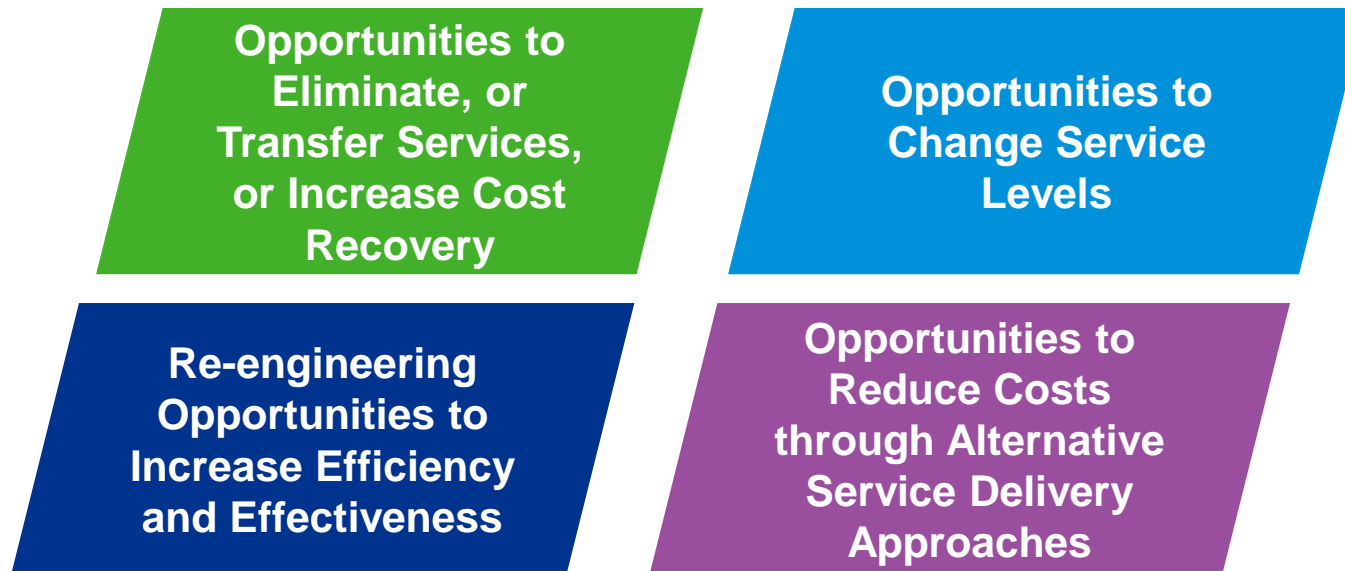 Opportunities to
Eliminate, or
Transfer Services,
or Increase Cost
Recovery
Opportunities to
Change Service
Levels
Re-engineering
Opportunities to
Increase Efficiency
and Effectiveness
Opportunities to
Reduce Costs
through Alternative
Service Delivery
Approaches